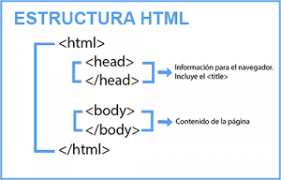 ESTRUCTURA HTML
<html>
<head>
</head>
Información para el navegador.
Incluye el <title>
<body>
</body>
Contenido de la página
</html>